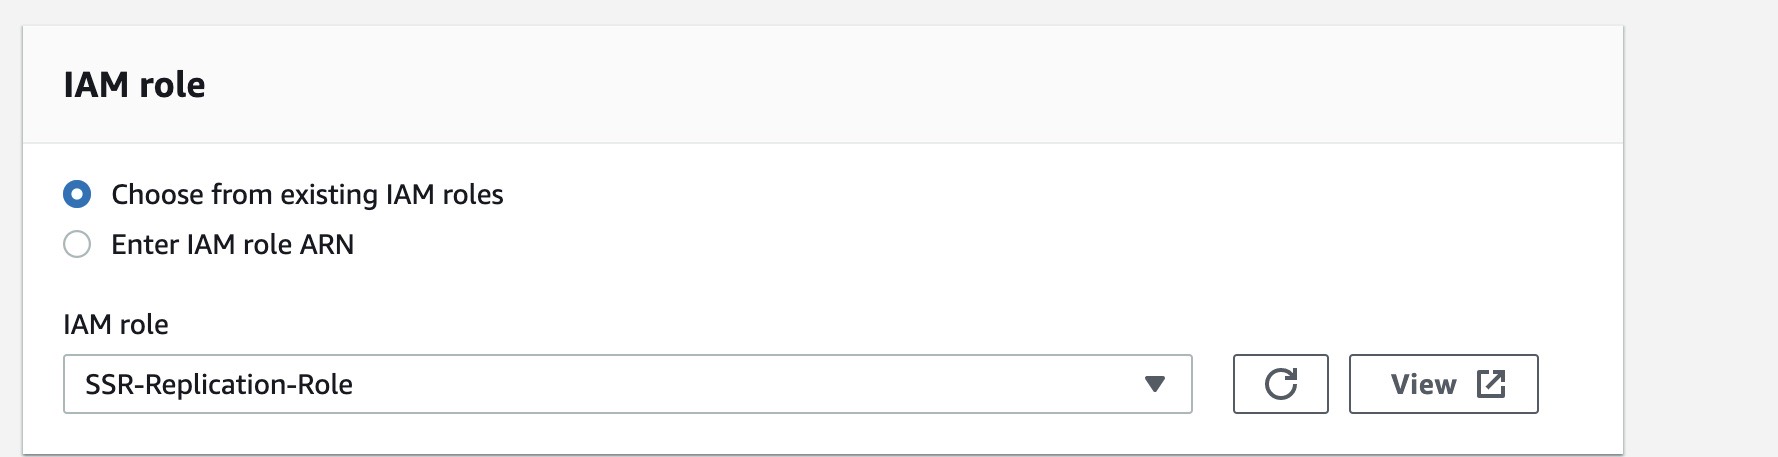 IAM role
Choose from existing IAM roles
Enter IAM role ARN
IAM role
SSR-Replication-Role
View